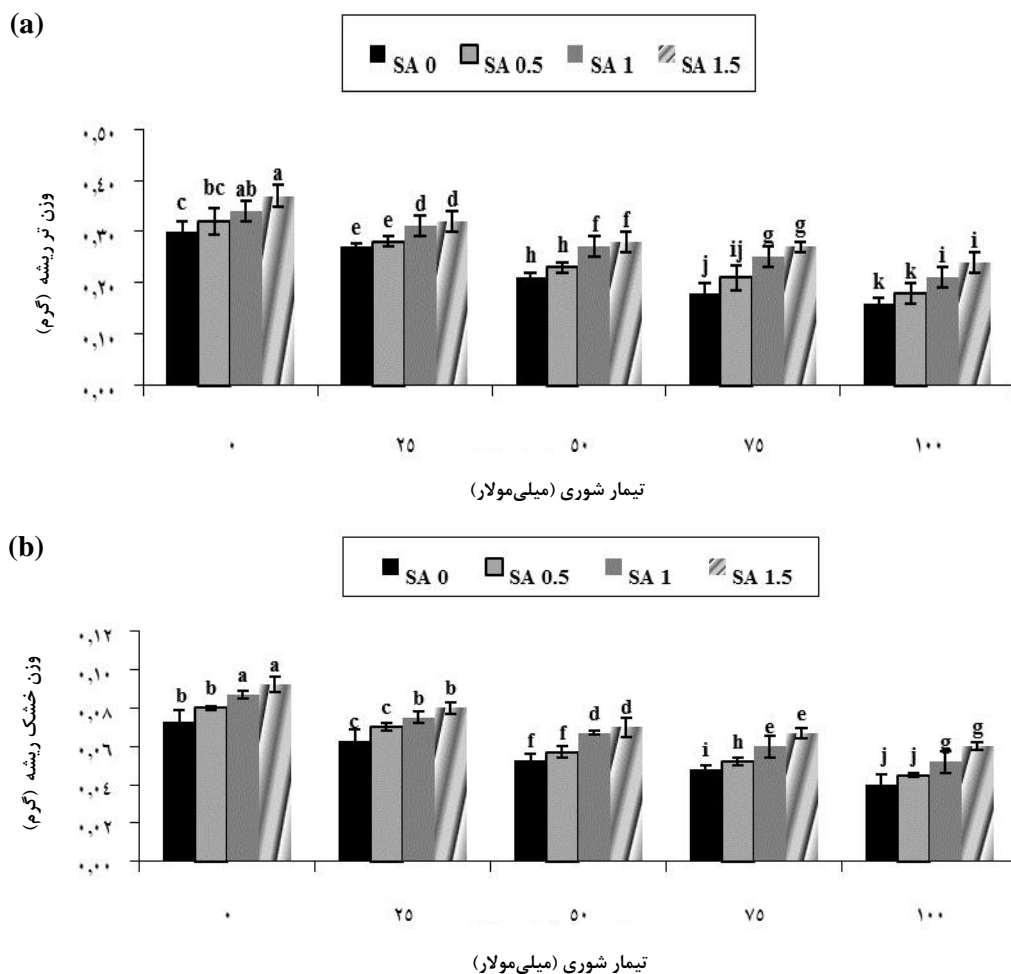 (a)
SA 0 SA 0.5 SA 1 SA 1.5
وزن تر ریشه (گرم)
۰,۵۰
۰,۴۰
۰,۳۰
۰,۲۰
۰,۱۰
۰,۰۰
c bc ab a e e d d h h f f j ij g g k k i i
۰ ۲۵ ۵۰ ۷۵ ۱۰۰
تیمار شوری (میلی‌مولار)
(b)
SA 0 SA 0.5 SA 1 SA 1.5
وزن خشک ریشه (گرم)
۰,۱۲
۰,۱۰
۰,۰۸
۰,۰۶
۰,۰۴
۰,۰۲
۰,۰۰
b b a a c c b b f f d d i h e e j j g g
۰ ۲۵ ۵۰ ۷۵ ۱۰۰
تیمار شوری (میلی‌مولار)